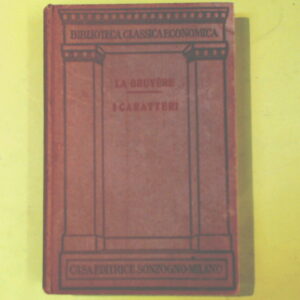 BIBLIOTECA CLASSICA ECONOMICA
LA BRUYÈRE
I CARATTERI
CASA EDITRICE SONZOGNO-MILANO